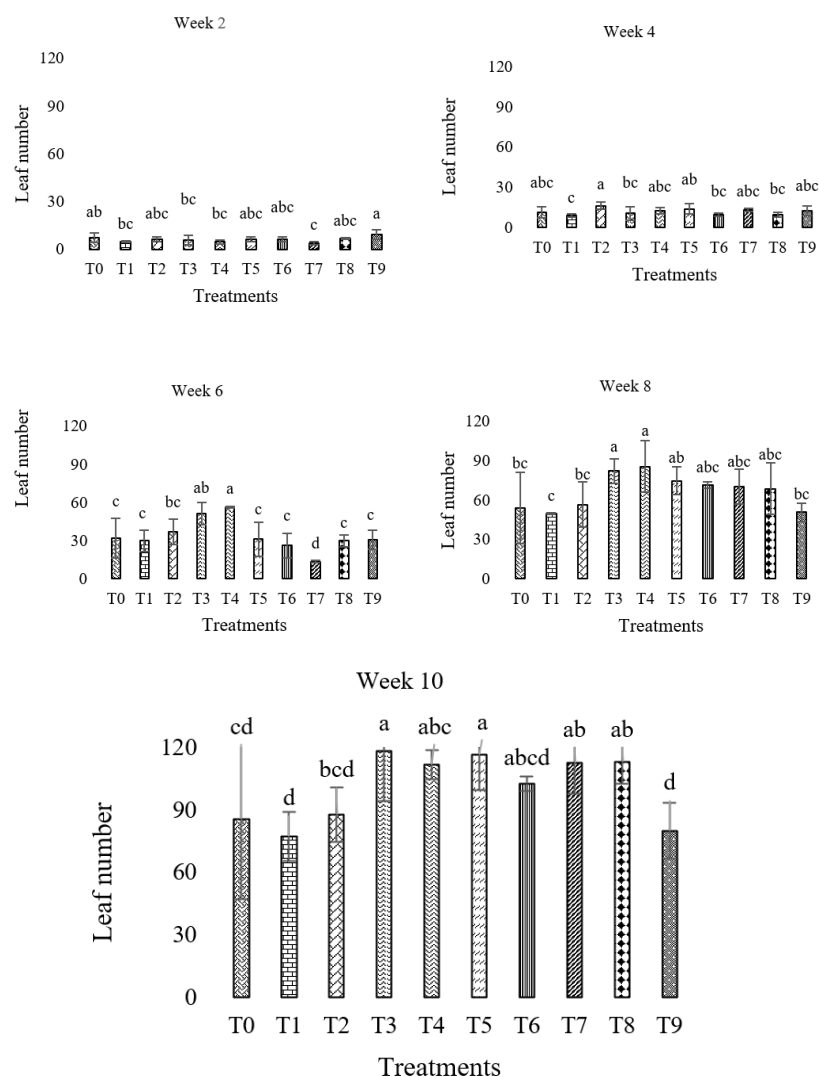 Week 2
Leaf number
120
90
60
30
0
ab bc abc bc bc abc abc c abc a
T0 T1 T2 T3 T4 T5 T6 T7 T8 T9
Treatments
Week 4
Leaf number
120
90
60
30
0
abc c a bc abc ab bc abc bc abc
T0 T1 T2 T3 T4 T5 T6 T7 T8 T9
Treatments
Week 6
Leaf number
120
90
60
30
0
c c bc ab a c c d c c
T0 T1 T2 T3 T4 T5 T6 T7 T8 T9
Treatments
Week 8
Leaf number
120
90
60
30
0
bc c bc a a ab abc abc abc bc
T0 T1 T2 T3 T4 T5 T6 T7 T8 T9
Treatments
Week 10
Leaf number
120
90
60
30
0
cd d bcd a abc a abcd ab ab d
T0 T1 T2 T3 T4 T5 T6 T7 T8 T9
Treatments